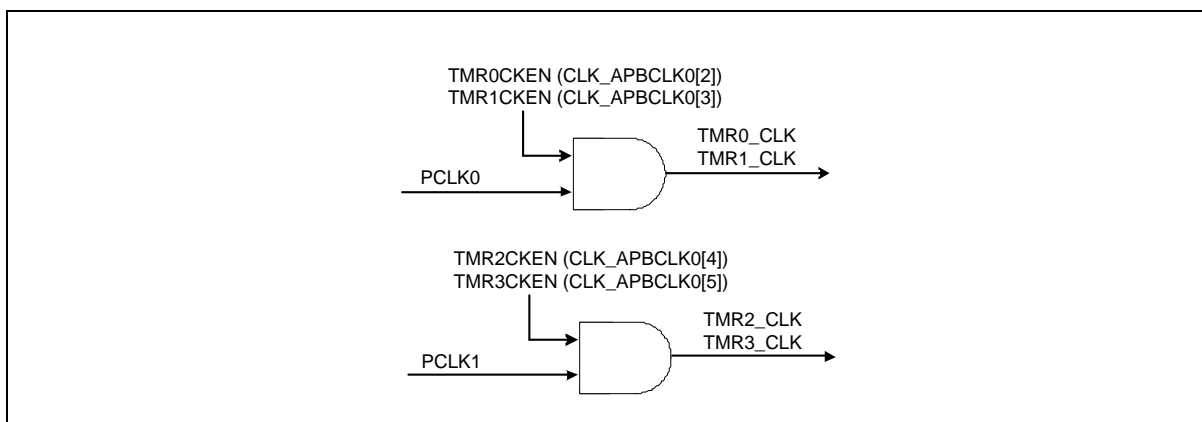 TMR0CKEN (CLK_APBCLK0[2])
TMR1CKEN (CLK_APBCLK0[3])
TMR0_CLK
TMR1_CLK
PCLK0
TMR2CKEN (CLK_APBCLK0[4])
TMR3CKEN (CLK_APBCLK0[5])
TMR2_CLK
TMR3_CLK
PCLK1